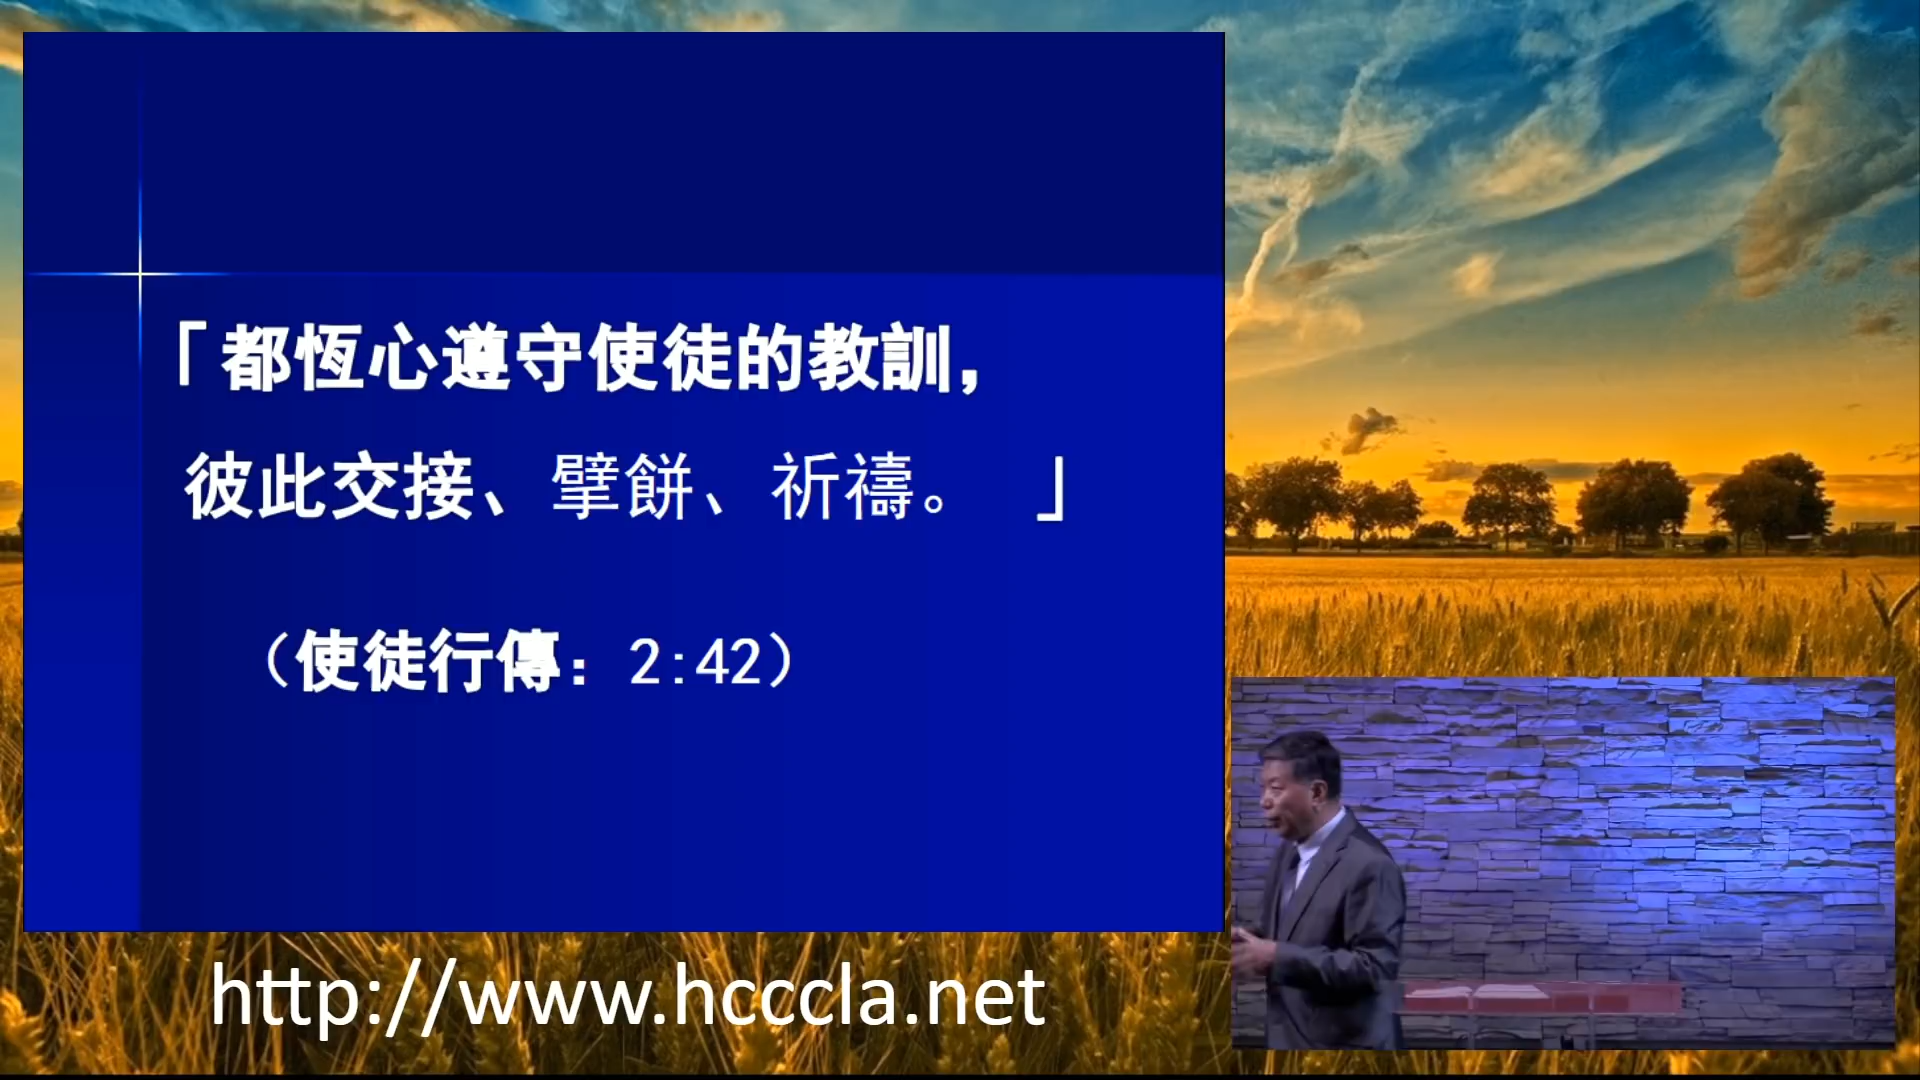 「都恆心遵守使徒的教訓，
彼此交接、擘餅、祈禱。 」
（使徒行傳：2:42）
http://www.hcccla.net